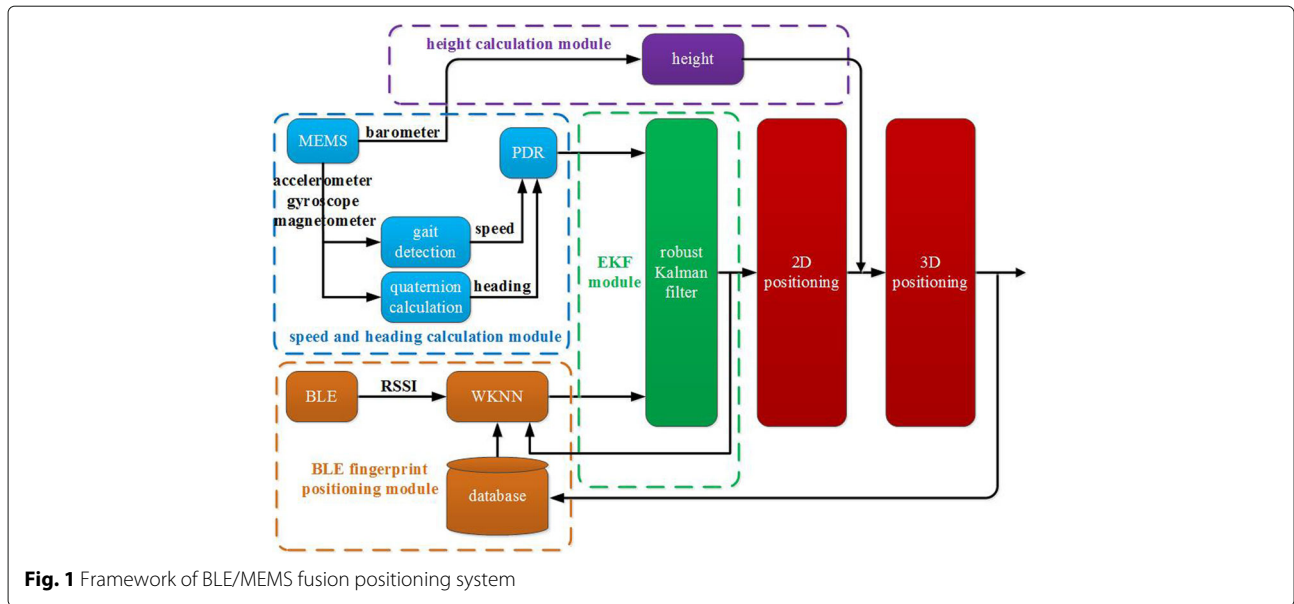 height calculation module
height
MEMS
barometer
PDR
accelerometer
gyroscope
magnetometer
gait
detection
speed
quaternion
calculation
heading
speed and heading calculation module
EKF
module
robust
Kalman
filter
2D
positioning
3D
positioning
BLE
RSSI
WKNN
BLE fingerprint
positioning module
database
Fig. 1 Framework of BLE/MEMS fusion positioning system